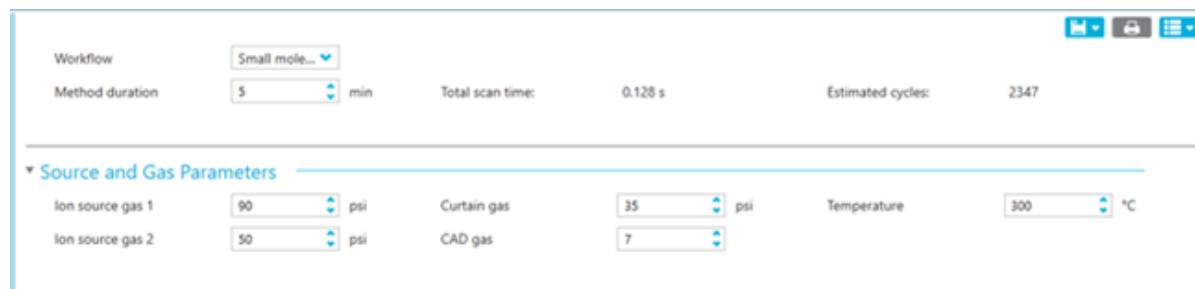 Workflow Small mole...
Method duration 5 min Total scan time: 0.128 s Estimated cycles: 2347
Source and Gas Parameters
Ion source gas 1 90 psi Curtain gas 35 psi Temperature 300 °C
Ion source gas 2 50 psi CAD gas 7